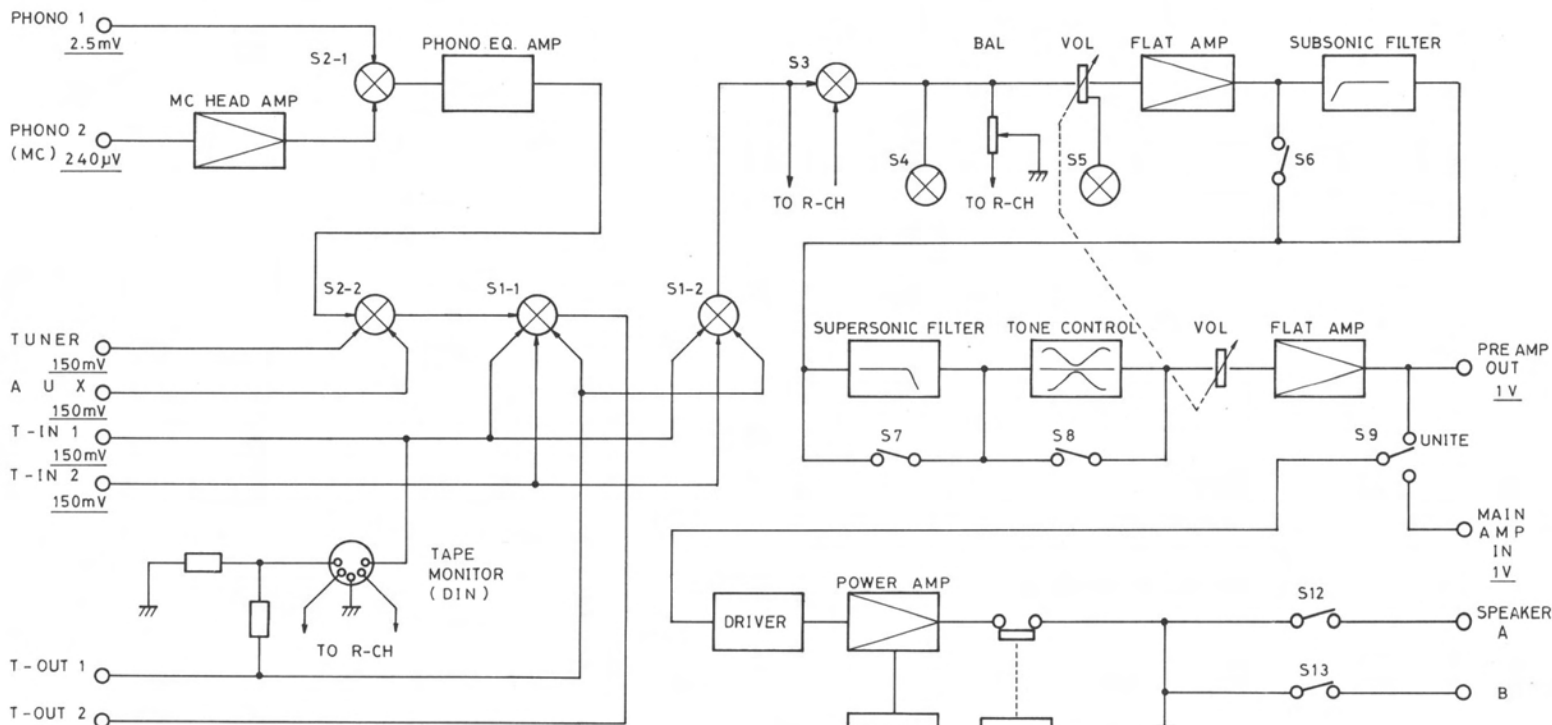 PHONO 1
2.5mV
S2-1
PHONO EQ. AMP
MC HEAD AMP
PHONO 2
(MC)
240µV
S3
BAL
VOL
FLAT AMP
SUBSONIC FILTER
S4
S5
S6
TO R-CH
TO R-CH
S2-2
S1-1
S1-2
TUNER
150mV
A U X
150mV
T-IN 1
150mV
T-IN 2
150mV
SUPERSONIC FILTER
TONE CONTROL
VOL
FLAT AMP
PRE AMP
OUT
1V
S7
S8
S9
UNITE
MAIN
AMP
IN
1V
TAPE
MONITOR
(DIN)
TO R-CH
DRIVER
POWER AMP
S12
SPEAKER
A
S13
B
T-OUT 1
T-OUT 2